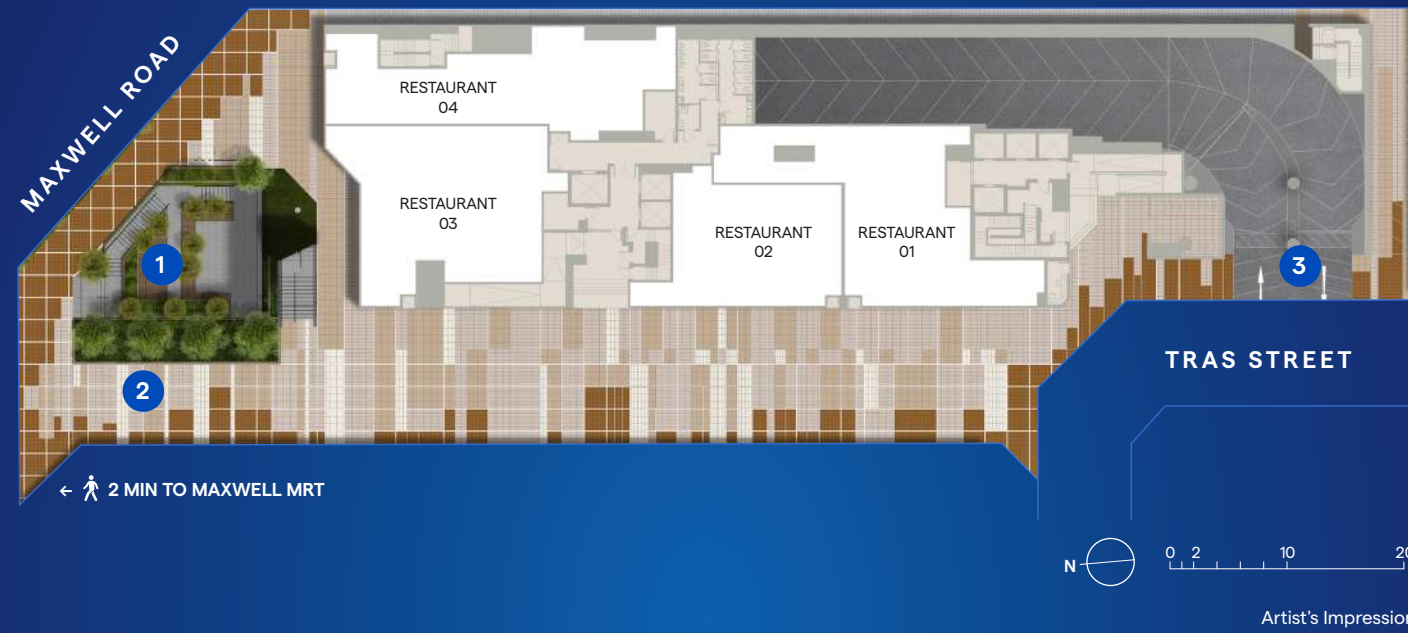 MAXWELL ROAD
RESTAURANT
04
RESTAURANT
03
RESTAURANT
02
RESTAURANT
01
1
2
3
TRAS STREET
← 2 MIN TO MAXWELL MRT
N
0 2 10 20
Artist's Impression